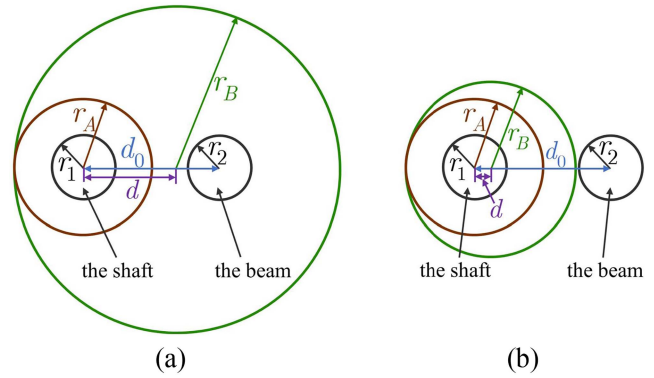 r_B
r_A
d_0
r_1
r_2
d
the shaft
the beam
(a)
r_A
r_B
d_0
r_1
r_2
d
the shaft
the beam
(b)